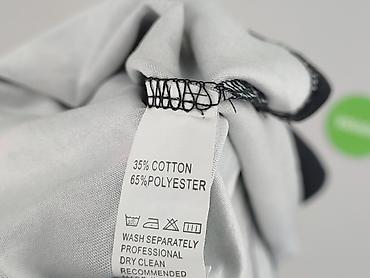 35% COTTON
65%POLYESTER
WASH SEPARATELY
PROFESSIONAL
DRY CLEAN
RECOMMENDED